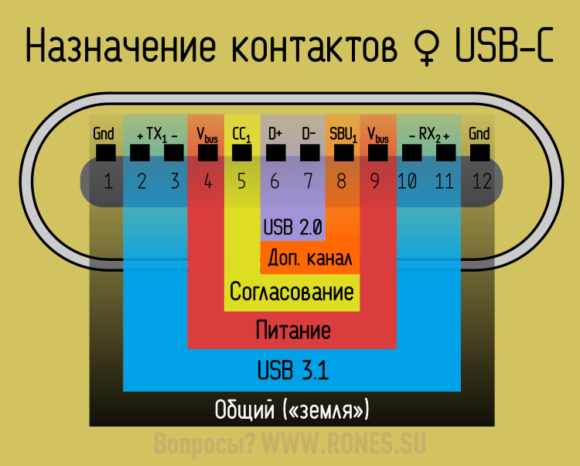 Назначение контактов ♀ USB-C
Gnd + TX1 - Vbus CC1 D+ D- SBU1 Vbus - RX2 + Gnd
1 2 3 4 5 6 7 8 9 10 11 12
USB 2.0
Доп. канал
Согласование
Питание
USB 3.1
Общий («земля»)
Вопросы? WWW.RONES.SU